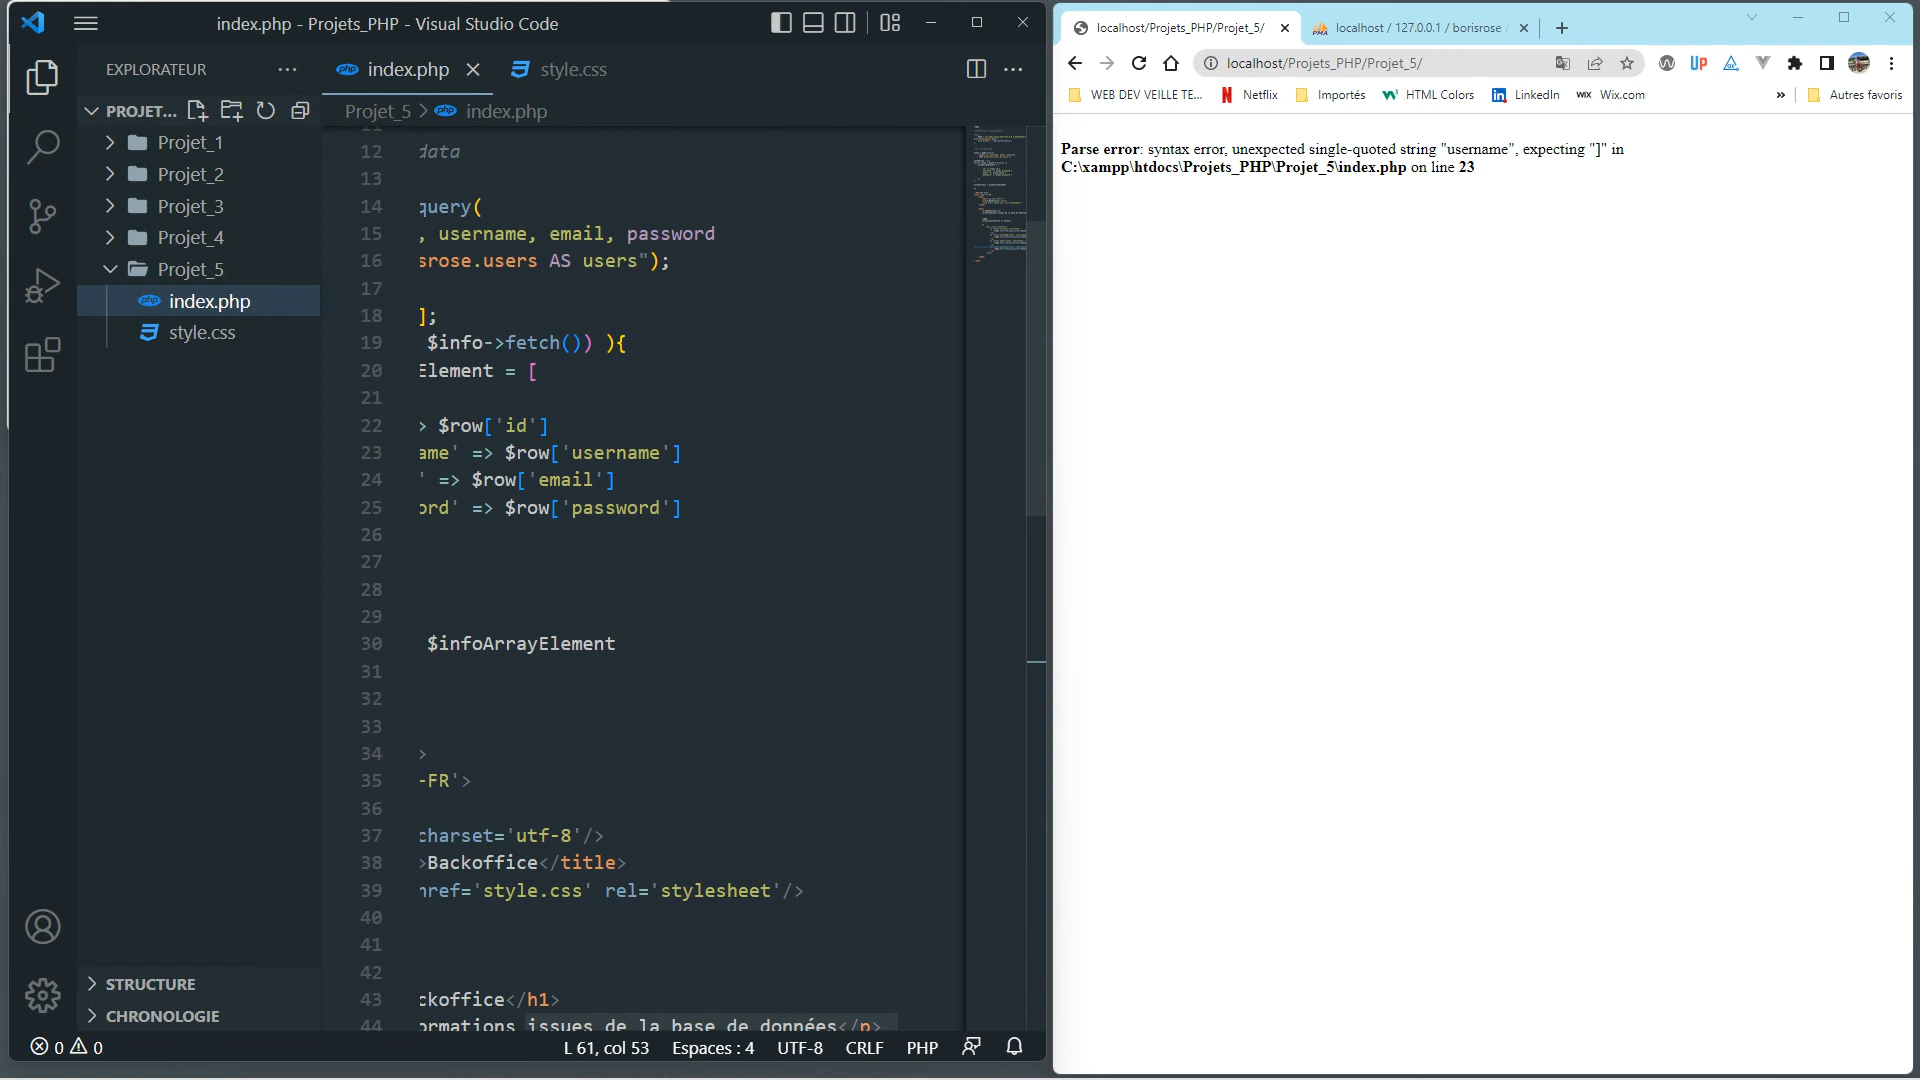 index.php - Projets_PHP - Visual Studio Code
EXPLORATEUR
PROJET...
Projet_1
Projet_2
Projet_3
Projet_4
Projet_5
index.php
style.css
STRUCTURE
CHRONOLOGIE
index.php
style.css
Projet_5 > index.php
12 data
13
14 query(
15 , username, email, password
16 srose.users AS users");
17
18 ];
19 $info->fetch()) ){
20 Element = [
21
22 > $row['id']
23 ame' => $row['username']
24 ' => $row['email']
25 ord' => $row['password']
26
27
28
29
30 $infoArrayElement
31
32
33
34 >
35 -FR'>
36
37 charset='utf-8'/>
38 >Backoffice</title>
39 href='style.css' rel='stylesheet'/>
40
41
42
43 ckoffice</h1>
44 ormations issues de la base de données</p>
0 0
L 61, col 53 Espaces : 4 UTF-8 CRLF PHP
localhost/Projets_PHP/Projet_5/
localhost / 127.0.0.1 / borisrose
localhost/Projets_PHP/Projet_5/
WEB DEV VEILLE TE... Netflix Importés HTML Colors LinkedIn WIX Wix.com » Autres favoris
Parse error: syntax error, unexpected single-quoted string "username", expecting "]" in
C:\xampp\htdocs\Projets_PHP\Projet_5\index.php on line 23